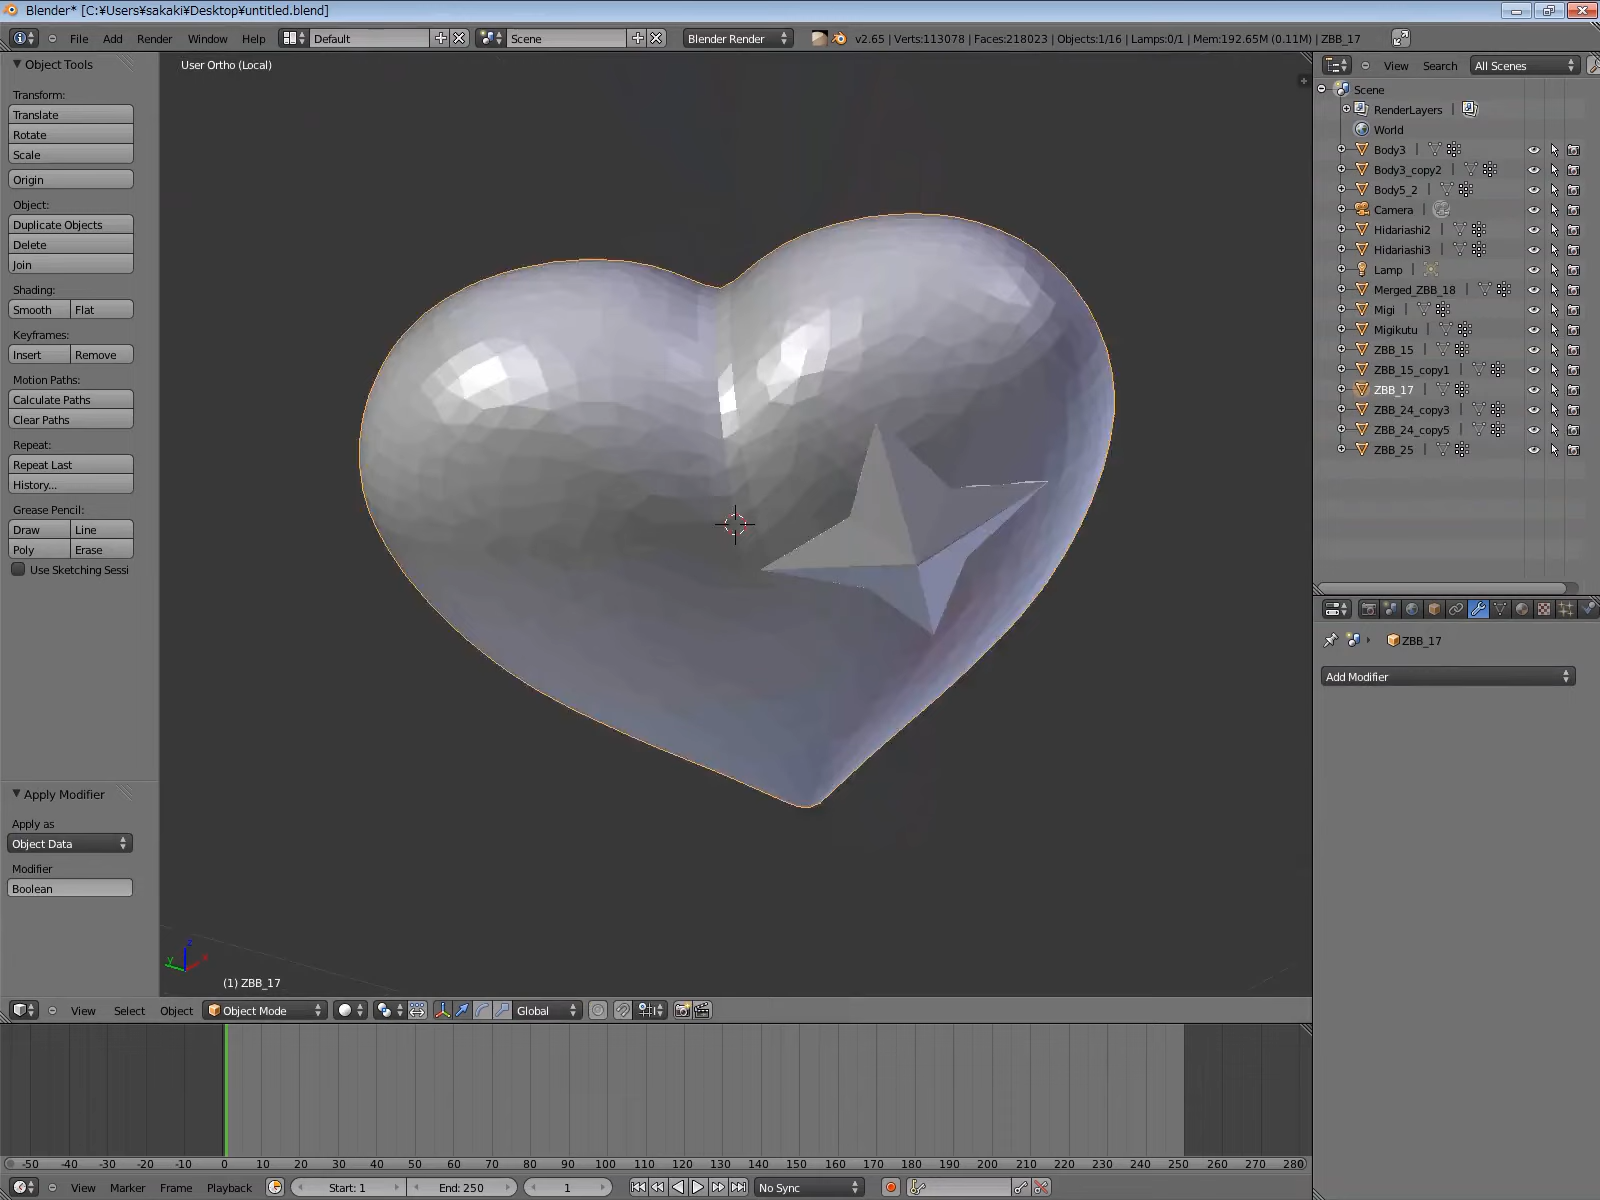 Blender* [C:¥Users¥sakaki¥Desktop¥untitled.blend]
File Add Render Window Help Default Scene Blender Render v2.65 | Verts:113078 | Faces:218023 | Objects:1/16 | Lamps:0/1 | Mem:192.65M (0.11M) | ZBB_17
Object Tools
Transform:
Translate
Rotate
Scale
Origin
Object:
Duplicate Objects
Delete
Join
Shading:
Smooth Flat
Keyframes:
Insert Remove
Motion Paths:
Calculate Paths
Clear Paths
Repeat:
Repeat Last
History...
Grease Pencil:
Draw Line
Poly Erase
Use Sketching Sessi
Apply Modifier
Apply as
Object Data
Modifier
Boolean
User Ortho (Local)
z
y
x
(1) ZBB_17
View Select Object Object Mode Global
View Search All Scenes
Scene
RenderLayers |
World
Body3 |
Body3_copy2 |
Body5_2 |
Camera |
Hidariashi2 |
Hidariashi3 |
Lamp |
Merged_ZBB_18 |
Migi |
Migikutu |
ZBB_15 |
ZBB_15_copy1 |
ZBB_17 |
ZBB_24_copy3 |
ZBB_24_copy5 |
ZBB_25 |
ZBB_17
Add Modifier
-50 -40 -30 -20 -10 0 10 20 30 40 50 60 70 80 90 100 110 120 130 140 150 160 170 180 190 200 210 220 230 240 250 260 270 280
View Marker Frame Playback Start: 1 End: 250 1 No Sync